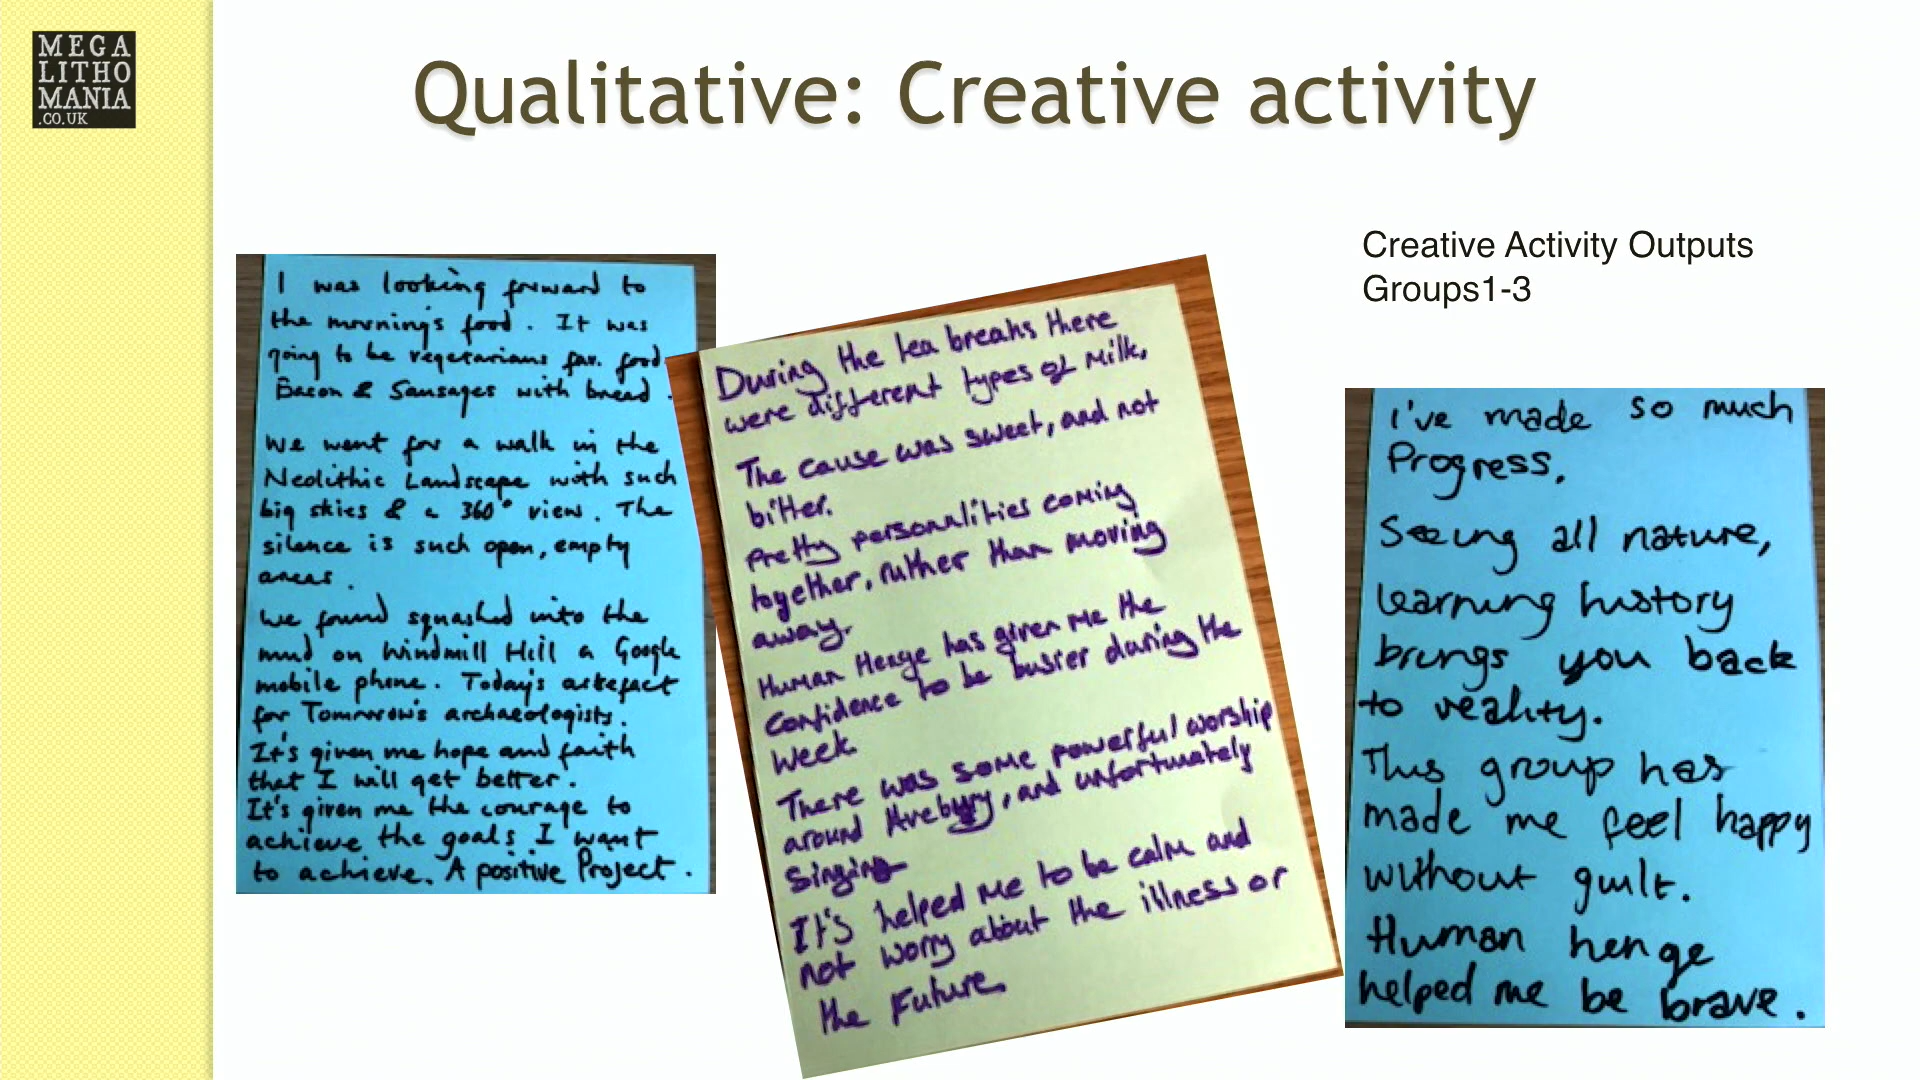 MEGA
LITHO
MANIA
.CO.UK
Qualitative: Creative activity
Creative Activity Outputs
Groups1-3
I was looking forward to
the morning's food. It was
going to be vegetarians fav. food
Bacon & Sausages with bread.
We went for a walk in the
Neolithic Landscape with such
big skies & a 360° view. The
silence is such open, empty
areas.
We found squashed into the
mud on Windmill Hill a Google
mobile phone. Today's artefact
for Tomorrow's archaeologists.
It's given me hope and faith
that I will get better.
It's given me the courage to
achieve the goals I want
to achieve. A positive Project.
During the tea breaks there
were different types of milk,
The cause was sweet, and not
bitter.
Pretty personalities coming
together, ruther than moving
away.
Human Henge has given me the
Confidence to be busier during the
Week.
There was some powerful worship
around Avebury, and unfortunately
Singing
It's helped me to be calm and
not worry about the illness or
the Future.
I've made so much
Progress.
Seeing all nature,
learning history
brings you back
to reality.
This group has
made me feel happy
without guilt.
Human henge
helped me be brave.